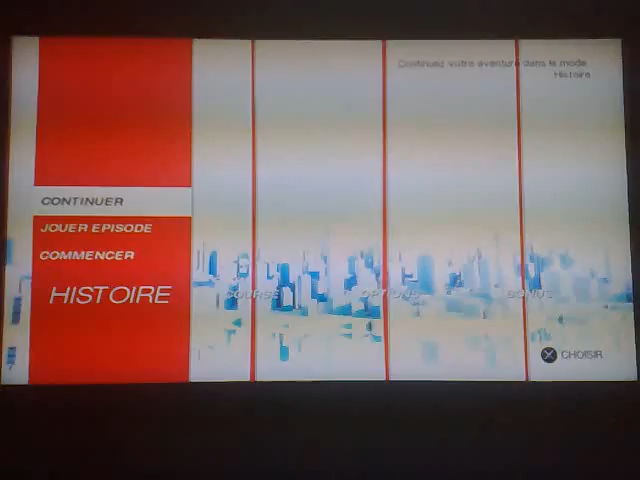 Continuez votre aventure dans le mode
Histoire
CONTINUER
JOUER EPISODE
COMMENCER
HISTOIRE
COURSE
OPTIONS
BONUS
CHOISIR